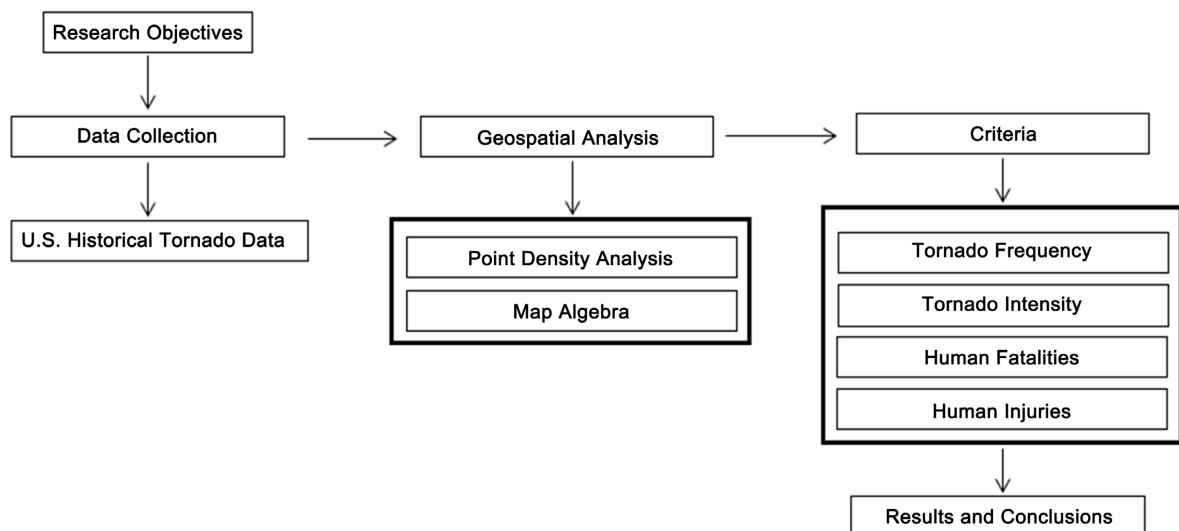 Research Objectives
Data Collection
U.S. Historical Tornado Data
Geospatial Analysis
Point Density Analysis
Map Algebra
Criteria
Tornado Frequency
Tornado Intensity
Human Fatalities
Human Injuries
Results and Conclusions